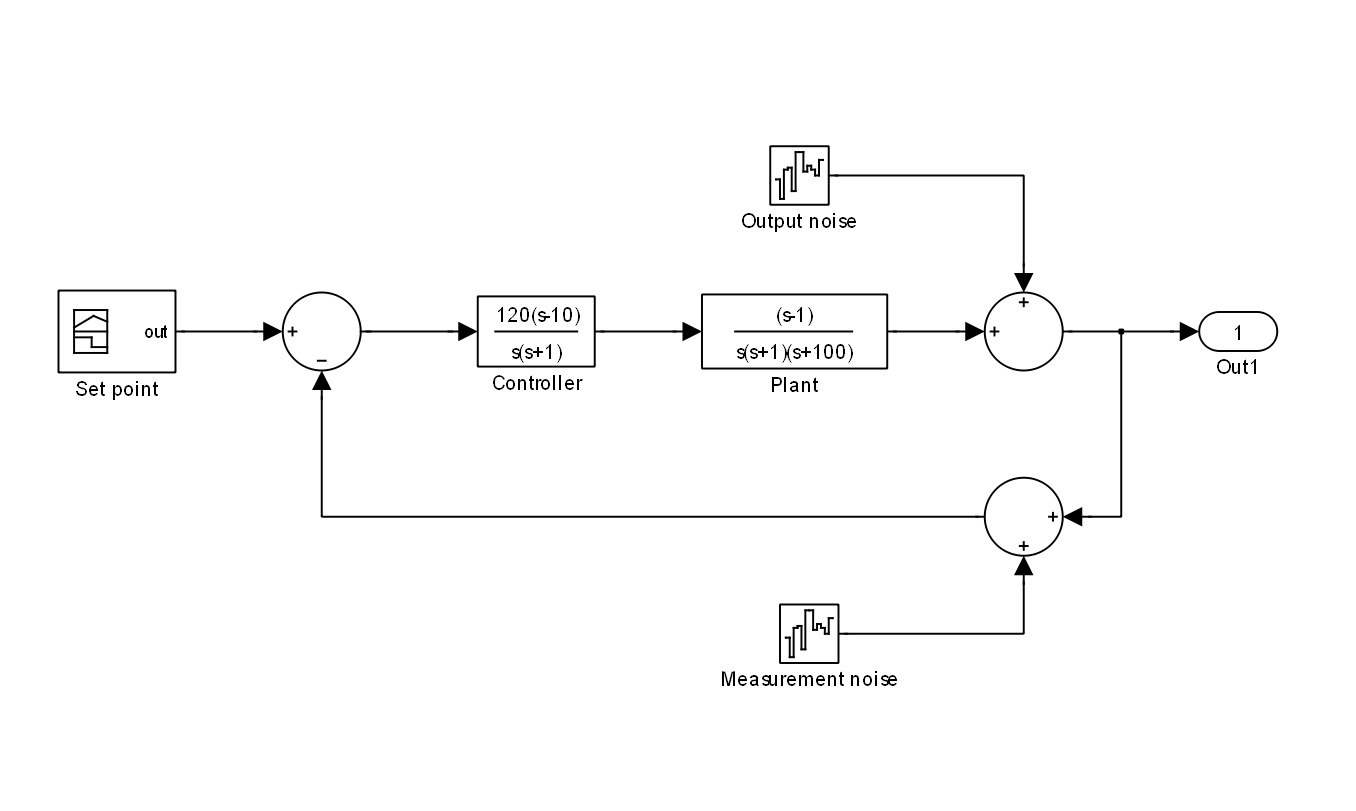 Output noise
out
Set point
+
−
120(s-10)
s(s+1)
Controller
(s-1)
s(s+1)(s+100)
Plant
+
+
1
Out1
+
+
Measurement noise